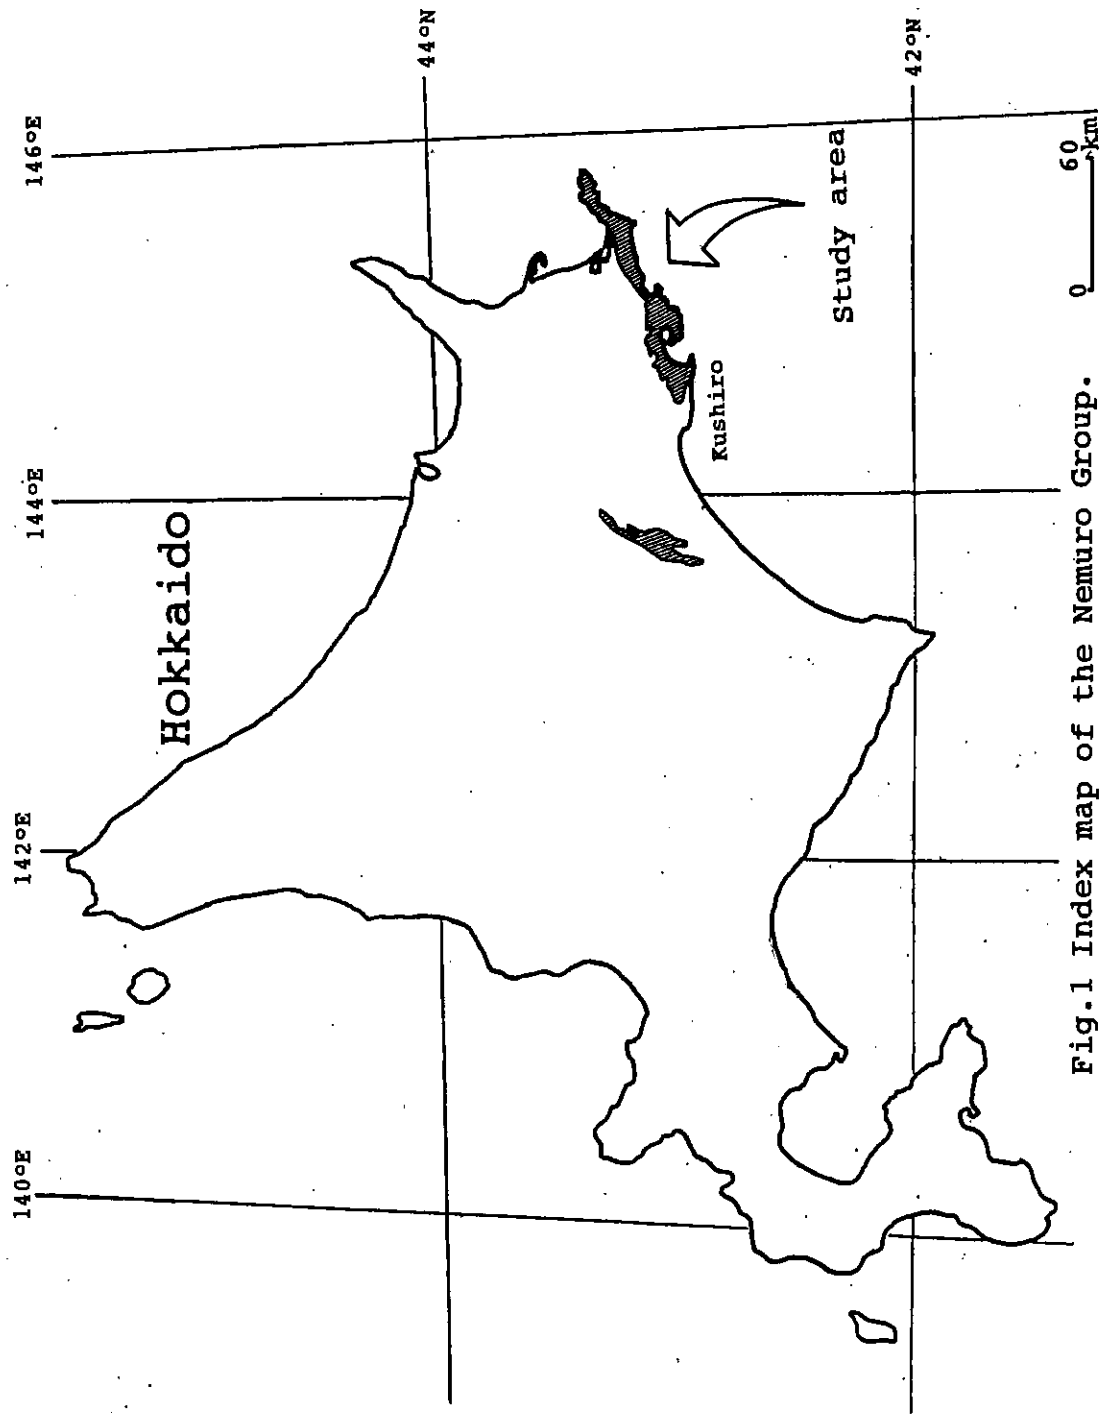 140°E
142°E
144°E
146°E
Hokkaido
44°N
Kushiro
Study area
42°N
0
60
km
Fig.1 Index map of the Nemuro Group.